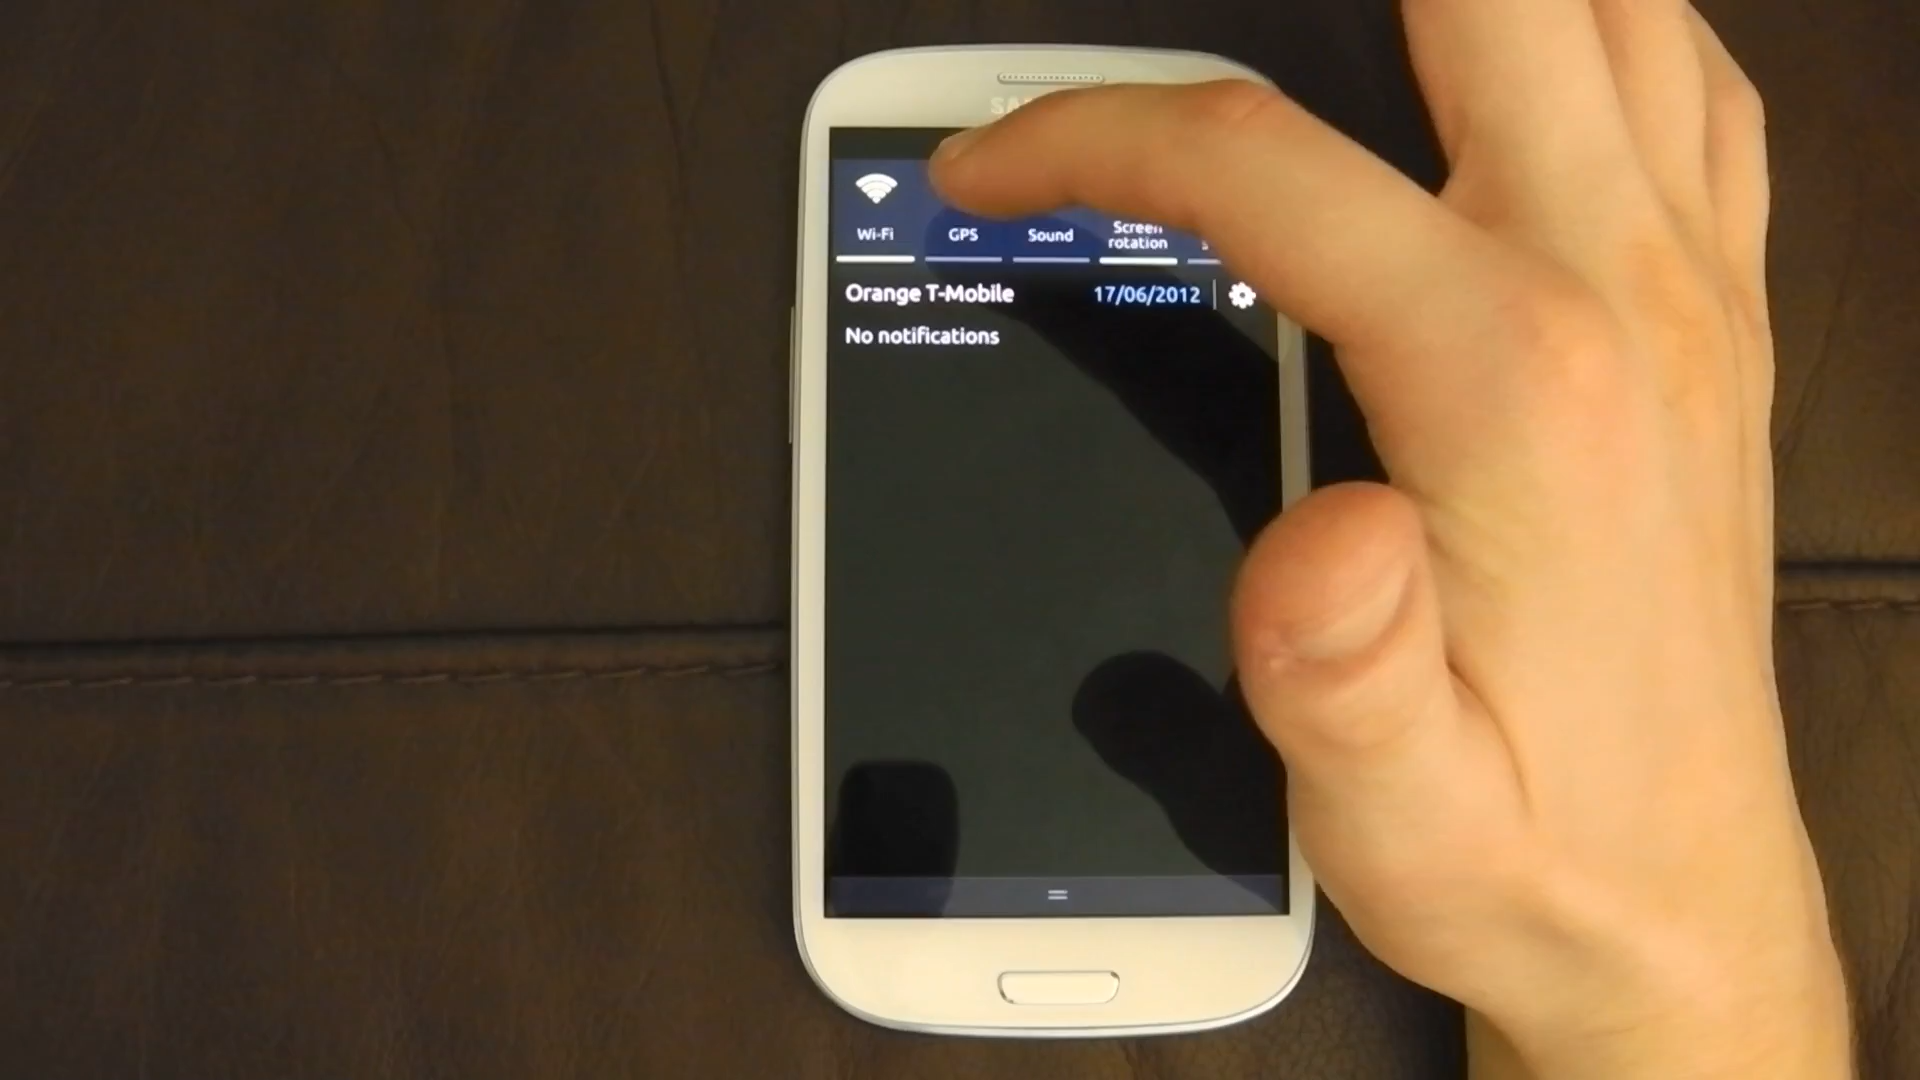 Wi-Fi
GPS
Sound
Screen
rotation
Orange T-Mobile
17/06/2012
No notifications